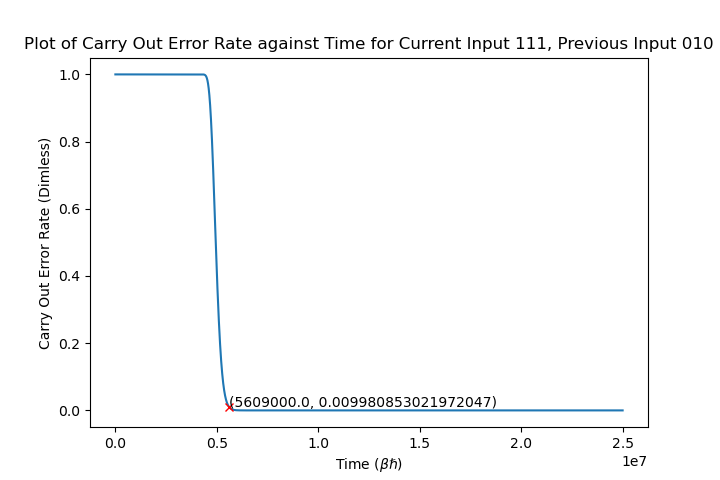 Plot of Carry Out Error Rate against Time for Current Input 111, Previous Input 010
1.0
0.8
0.6
0.4
0.2
0.0
Carry Out Error Rate (Dimless)
(5609000.0, 0.009980853021972047)
0.0 0.5 1.0 1.5 2.0 2.5
1e7
Time (βħ)